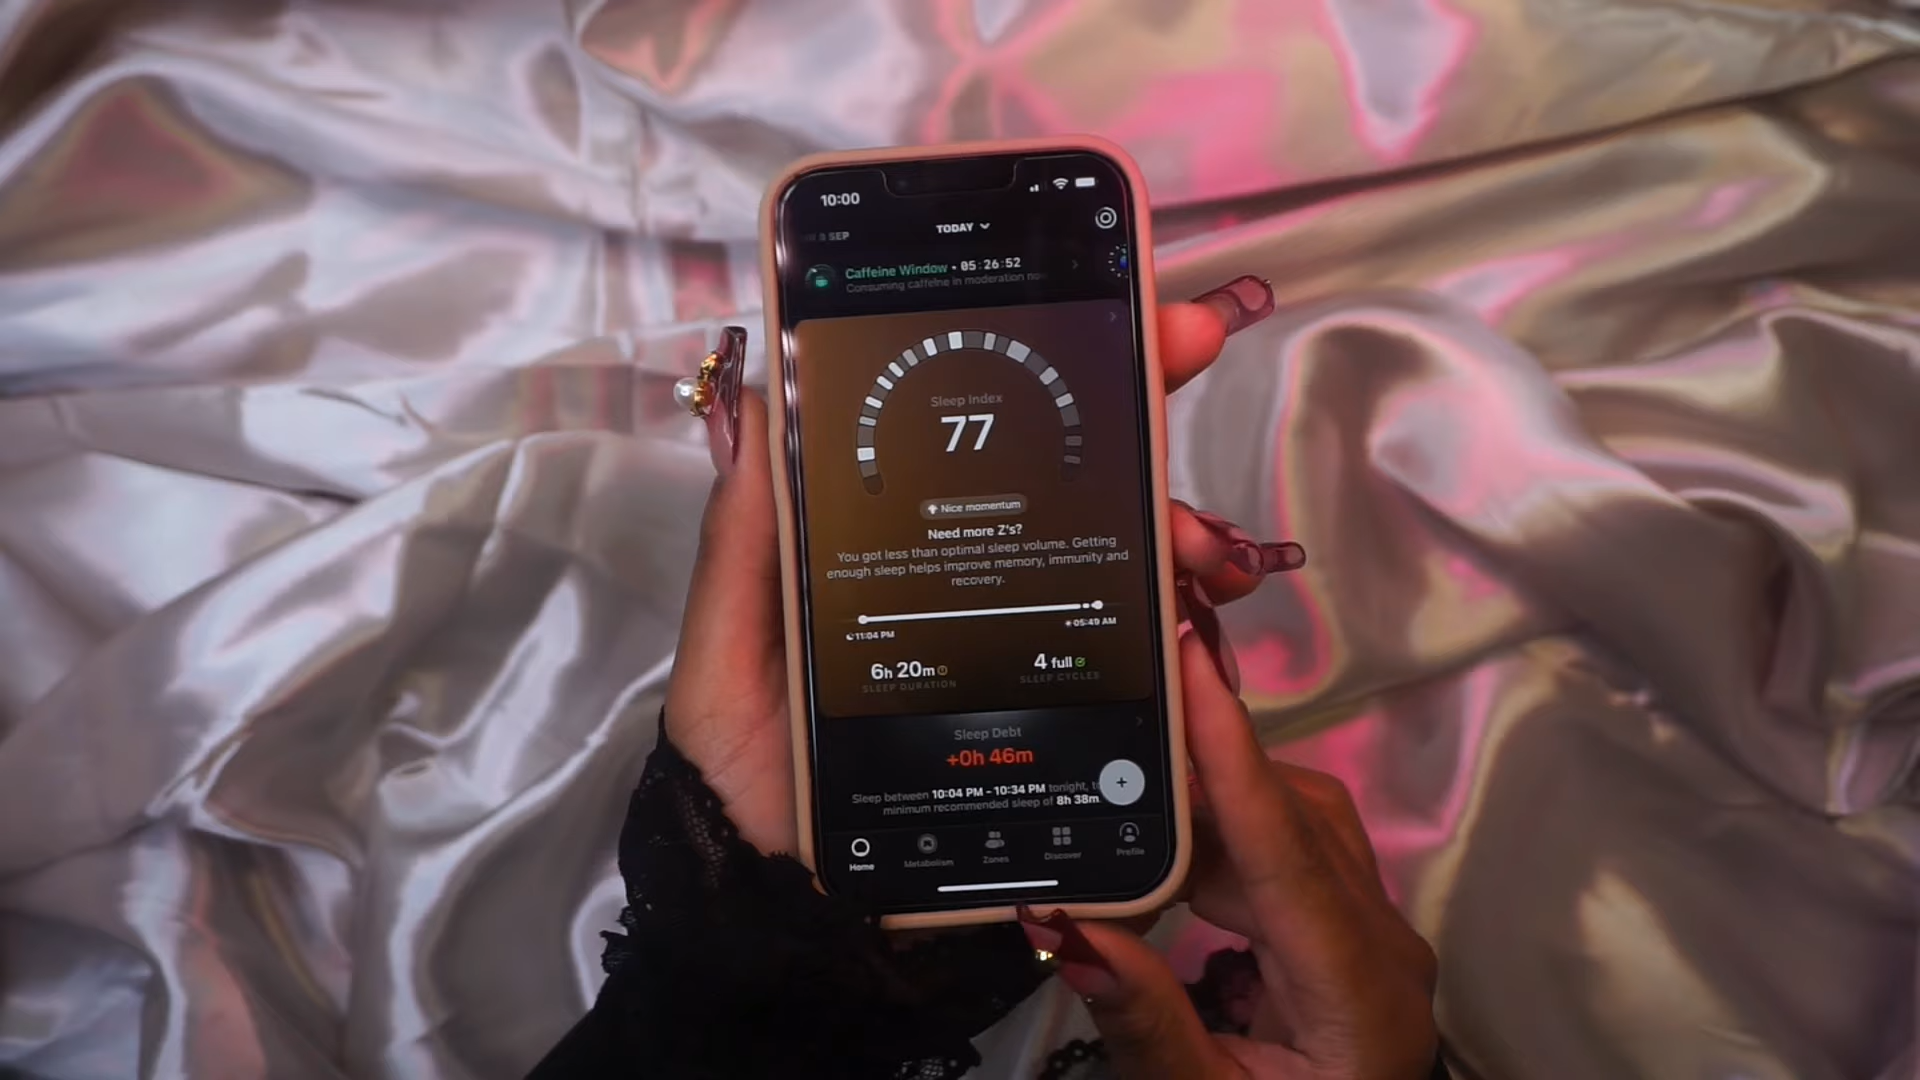 10:00
SEP
TODAY
Caffeine Window • 05:26:52
Consuming caffeine in moderation no
Sleep Index
77
Nice momentum
Need more Z's?
You got less than optimal sleep volume. Getting
enough sleep helps improve memory, immunity and
recovery.
11:04 PM
05:49 AM
6h 20m
4 full
SLEEP DURATION
SLEEP CYCLES
Sleep Debt
+0h 46m
Sleep between 10:04 PM - 10:34 PM tonight, t
minimum recommended sleep of 8h 38m
+
Home
Metabolism
Zones
Discover
Profile